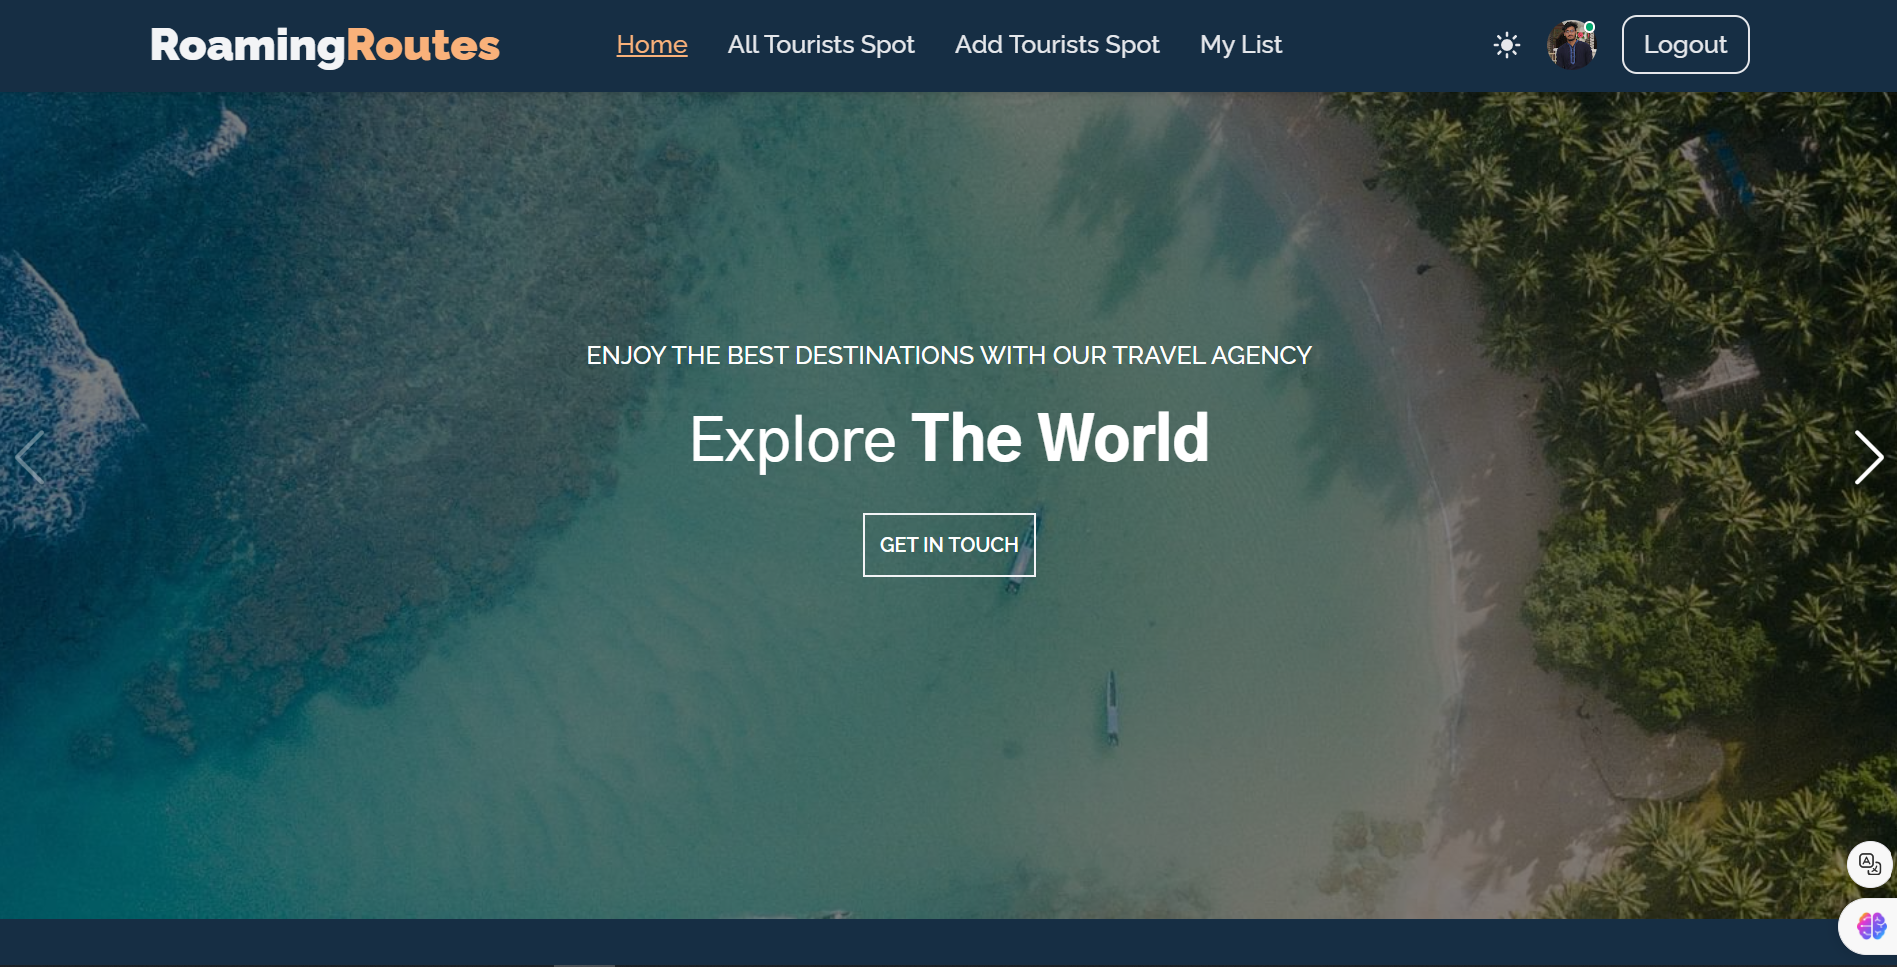 RoamingRoutes Home All Tourists Spot Add Tourists Spot My List Logout
ENJOY THE BEST DESTINATIONS WITH OUR TRAVEL AGENCY
Explore The World
GET IN TOUCH